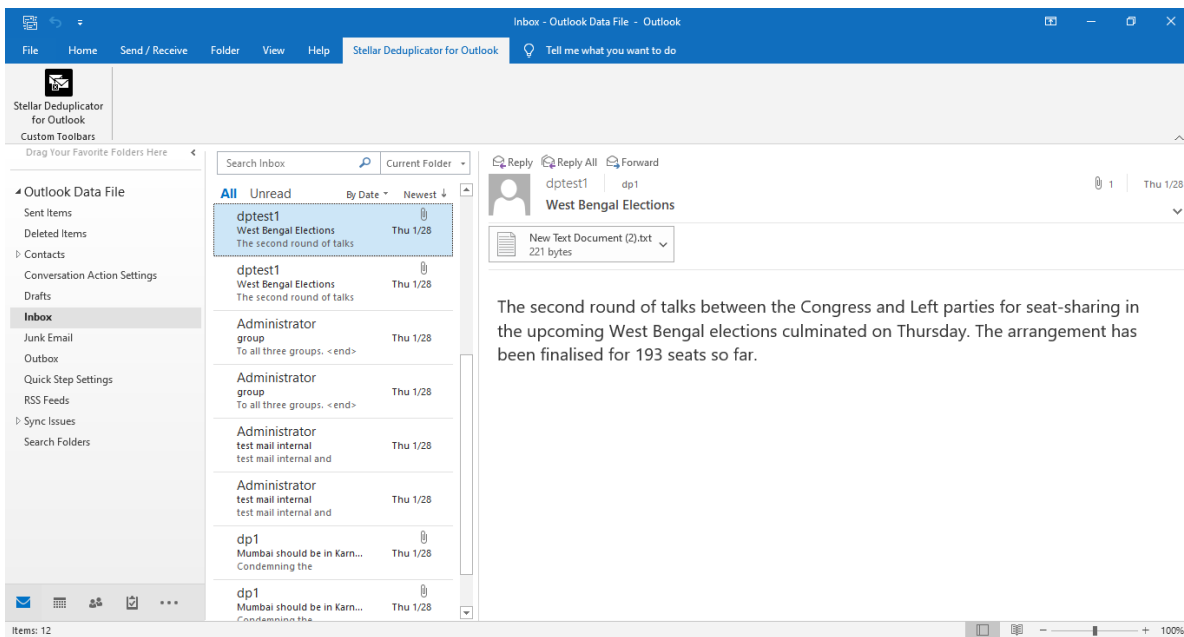 Inbox - Outlook Data File - Outlook
File Home Send / Receive Folder View Help Stellar Deduplicator for Outlook Tell me what you want to do
Stellar Deduplicator
for Outlook
Custom Toolbars
Drag Your Favorite Folders Here
Outlook Data File
Sent Items
Deleted Items
Contacts
Conversation Action Settings
Drafts
Inbox
Junk Email
Outbox
Quick Step Settings
RSS Feeds
Sync Issues
Search Folders
Search Inbox Current Folder
All Unread By Date Newest ↓
dptest1
West Bengal Elections Thu 1/28
The second round of talks
dptest1
West Bengal Elections Thu 1/28
The second round of talks
Administrator
group Thu 1/28
To all three groups. <end>
Administrator
group Thu 1/28
To all three groups. <end>
Administrator
test mail internal Thu 1/28
test mail internal and
Administrator
test mail internal Thu 1/28
test mail internal and
dp1
Mumbai should be in Karn... Thu 1/28
Condemning the
dp1
Mumbai should be in Karn... Thu 1/28
Condemning the
Reply Reply All Forward
dptest1 dp1 1 Thu 1/28
West Bengal Elections
New Text Document (2).txt
221 bytes
The second round of talks between the Congress and Left parties for seat-sharing in
the upcoming West Bengal elections culminated on Thursday. The arrangement has
been finalised for 193 seats so far.
Items: 12 100%